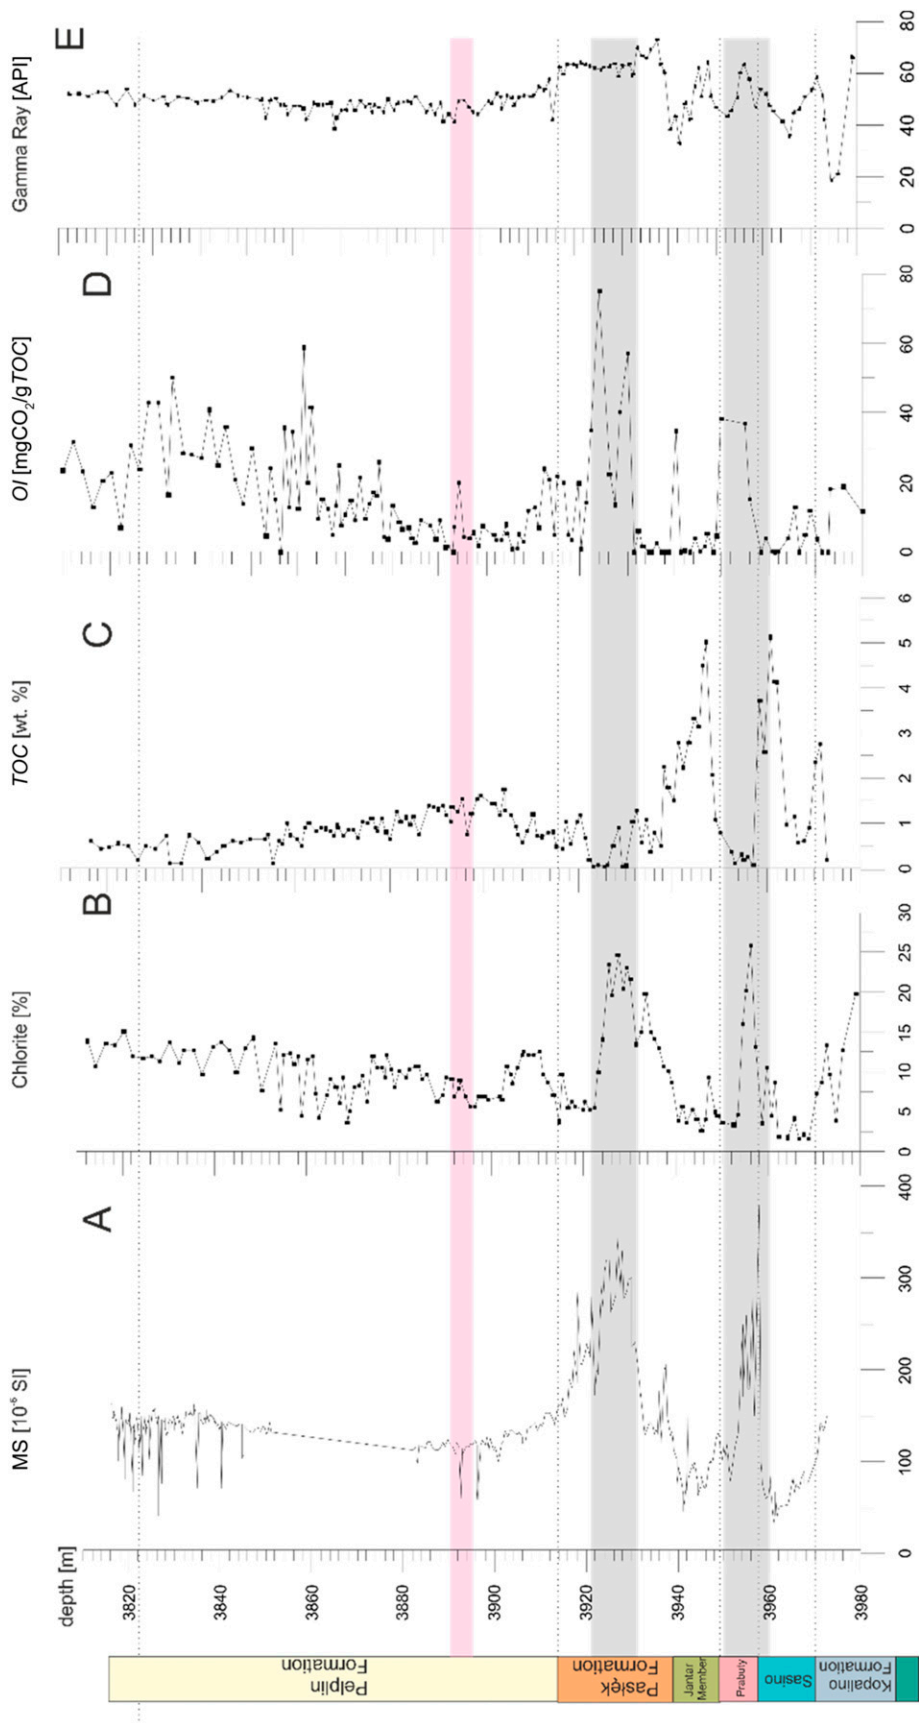 E
Gamma Ray [API]
0
20
40
60
80
D
OI [mgCO₂/gTOC]
0
20
40
60
80
C
TOC [wt. %]
0
1
2
3
4
5
6
B
Chlorite [%]
0
5
10
15
20
25
30
A
MS [10⁻⁶ SI]
0
100
200
300
400
depth [m]
3820
3840
3860
3880
3900
3920
3940
3960
3980
Pelplin
Formation
Pasłęk
Formation
Jantar
Member
Prabuty
Sasino
Kopalino
Formation